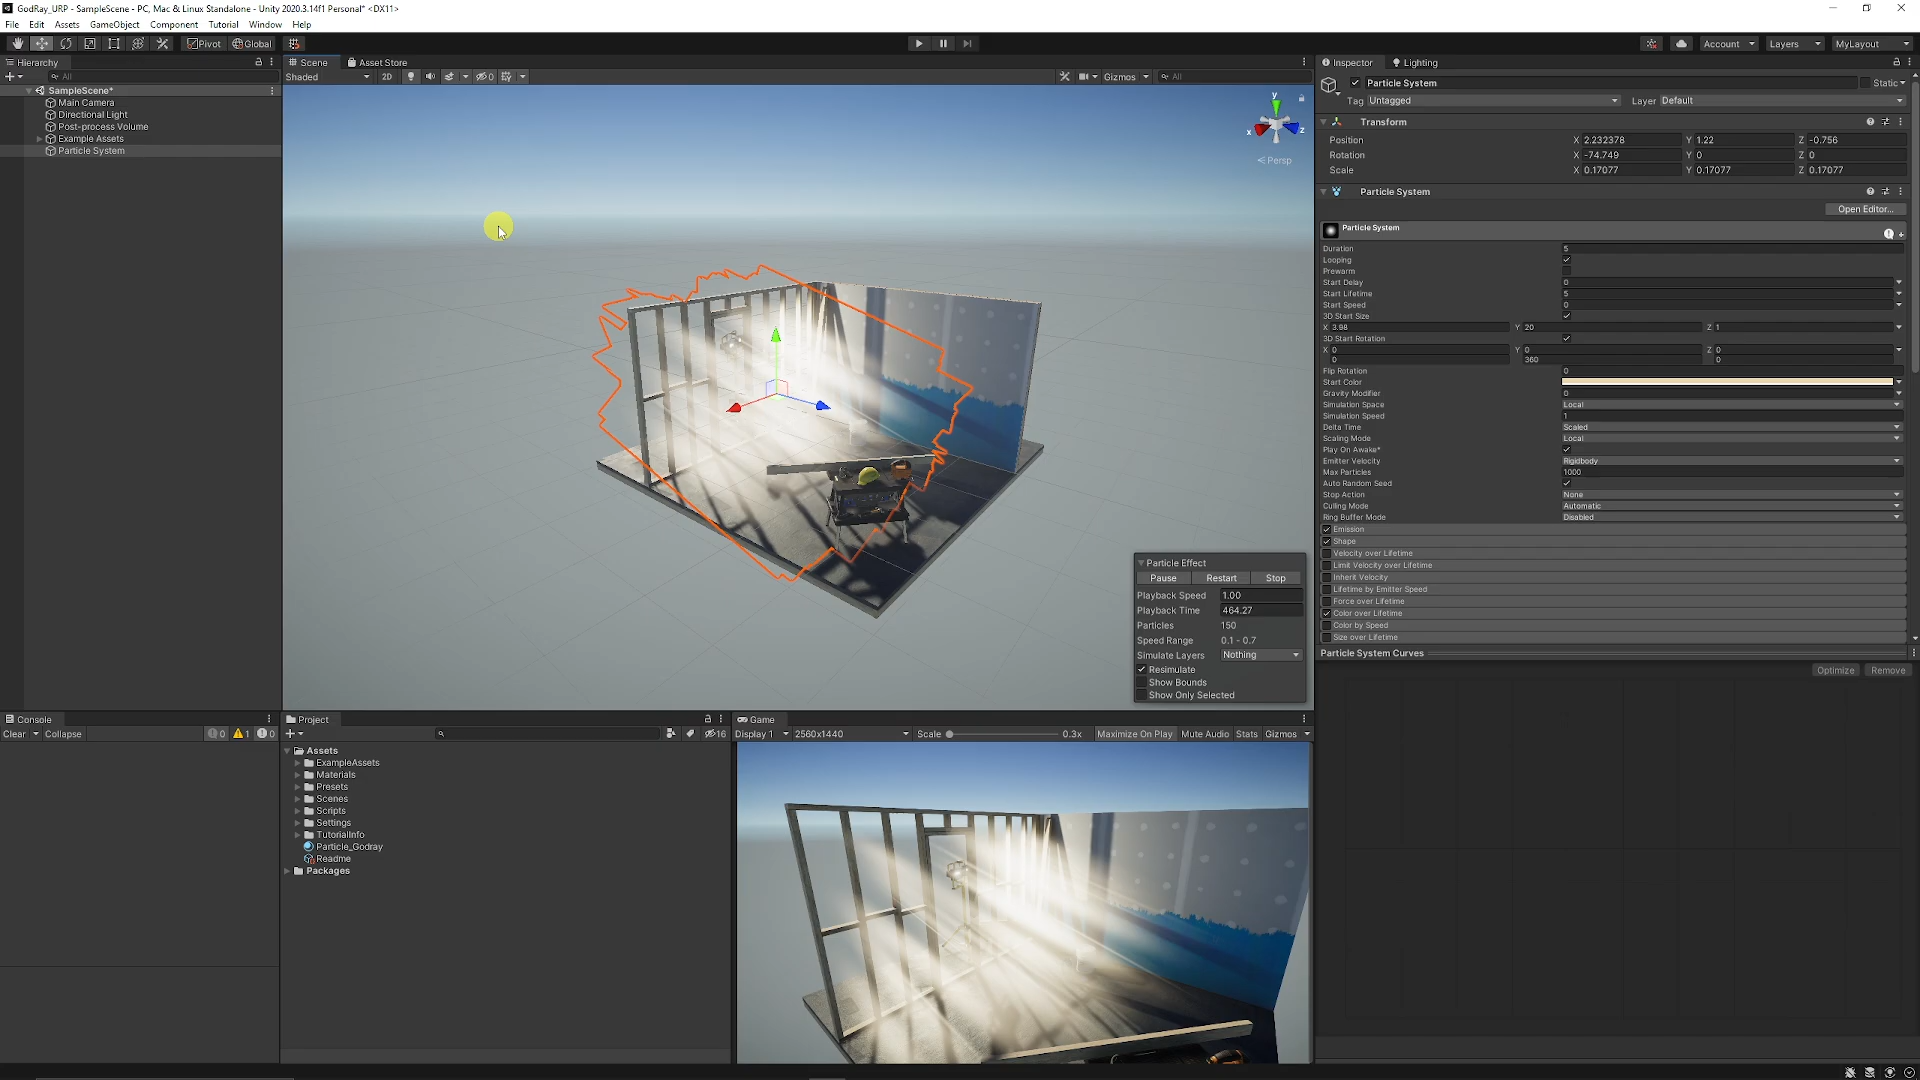 GodRay_URP - SampleScene - PC, Mac & Linux Standalone - Unity 2020.3.14f1 Personal* <DX11>
File Edit Assets GameObject Component Tutorial Window Help
Pivot Global Account Layers MyLayout
Hierarchy
All
SampleScene*
Main Camera
Directional Light
Post-process Volume
Example Assets
Particle System
Scene Asset Store
Shaded 2D 0 Gizmos All
y
x z
Persp
Particle Effect
Pause Restart Stop
Playback Speed 1.00
Playback Time 464.27
Particles 150
Speed Range 0.1 - 0.7
Simulate Layers Nothing
Resimulate
Show Bounds
Show Only Selected
Inspector Lighting
Particle System Static
Tag Untagged Layer Default
Transform
Position X 2.232378 Y 1.22 Z -0.756
Rotation X -74.749 Y 0 Z 0
Scale X 0.17077 Y 0.17077 Z 0.17077
Particle System
Open Editor...
Particle System
Duration 5
Looping
Prewarm
Start Delay 0
Start Lifetime 5
Start Speed 0
3D Start Size
X 3.98 Y 20 Z 1
3D Start Rotation
X 0 Y 0 Z 0
0 360 0
Flip Rotation 0
Start Color
Gravity Modifier 0
Simulation Space Local
Simulation Speed 1
Delta Time Scaled
Scaling Mode Local
Play On Awake*
Emitter Velocity Rigidbody
Max Particles 1000
Auto Random Seed
Stop Action None
Culling Mode Automatic
Ring Buffer Mode Disabled
Emission
Shape
Velocity over Lifetime
Limit Velocity over Lifetime
Inherit Velocity
Lifetime by Emitter Speed
Force over Lifetime
Color over Lifetime
Color by Speed
Size over Lifetime
Particle System Curves
Optimize Remove
Console
Clear Collapse 0 1 0
Project
16
Assets
ExampleAssets
Materials
Presets
Scenes
Scripts
Settings
TutorialInfo
Particle_Godray
Readme
Packages
Game
Display 1 2560x1440 Scale 0.3x Maximize On Play Mute Audio Stats Gizmos